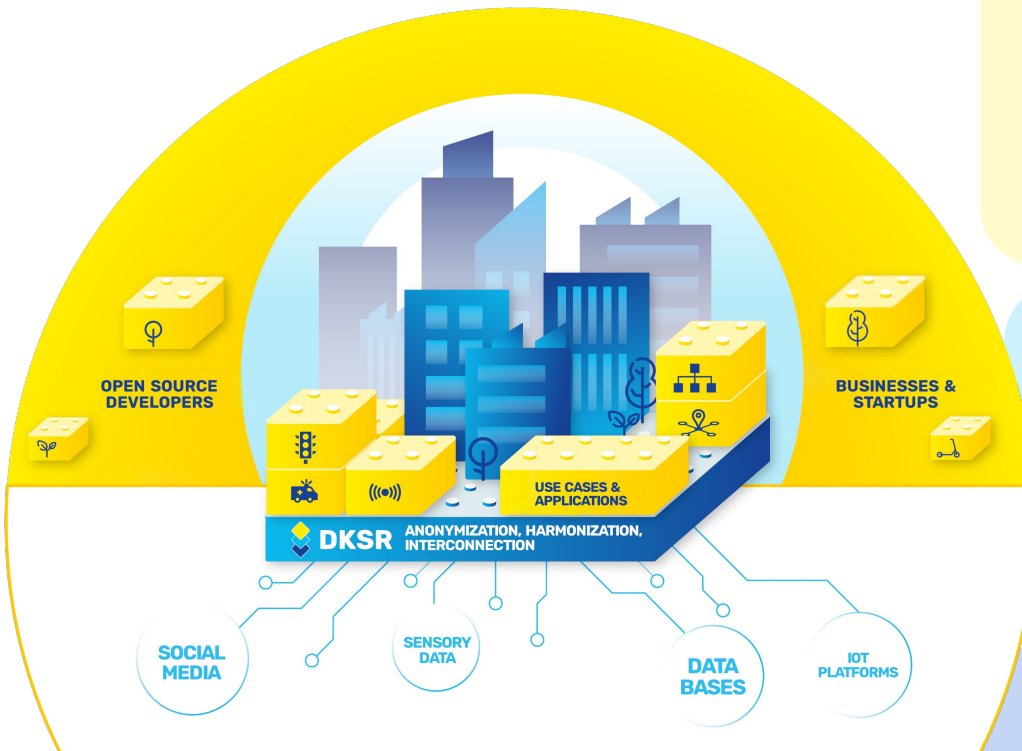 OPEN SOURCE
DEVELOPERS
BUSINESSES &
STARTUPS
USE CASES &
APPLICATIONS
DKSR
ANONYMIZATION, HARMONIZATION,
INTERCONNECTION
SOCIAL
MEDIA
SENSORY
DATA
DATA
BASES
IOT
PLATFORMS